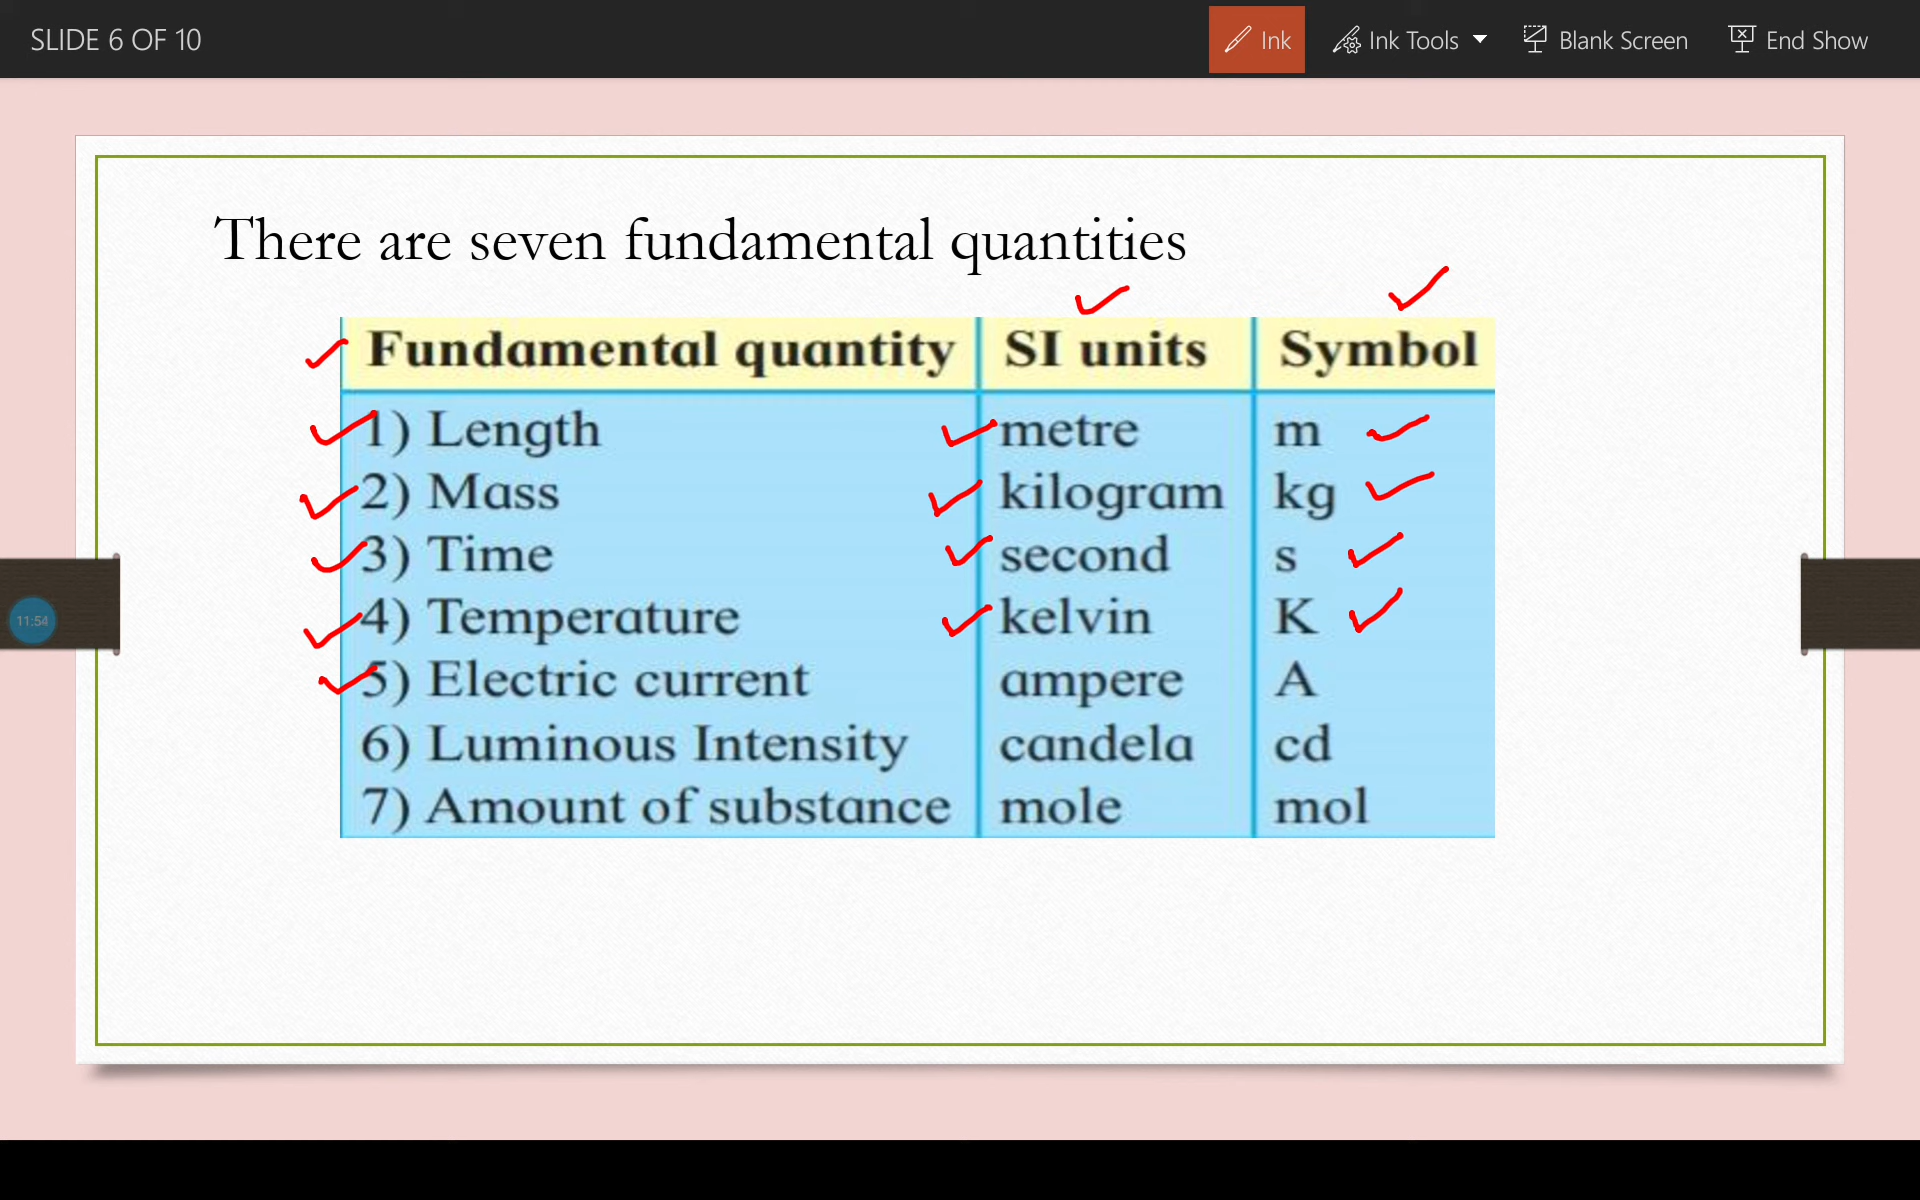 SLIDE 6 OF 10
Ink
Ink Tools
Blank Screen
End Show
There are seven fundamental quantities
Fundamental quantity SI units Symbol
1) Length metre m
2) Mass kilogram kg
3) Time second s
4) Temperature kelvin K
5) Electric current ampere A
6) Luminous Intensity candela cd
7) Amount of substance mole mol
11:54